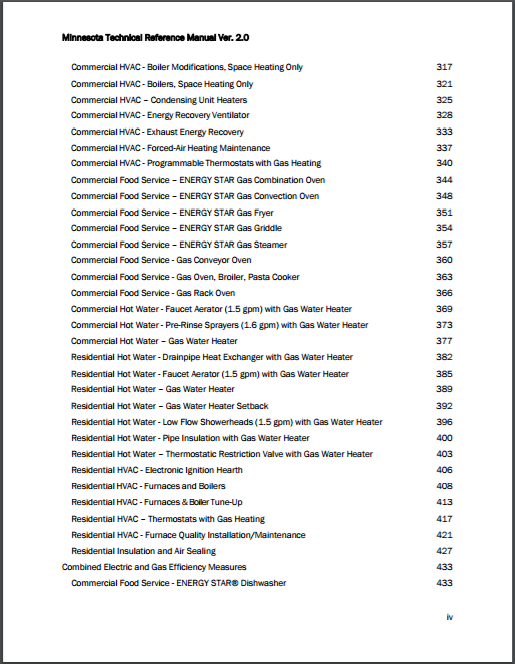 Minnesota Technical Reference Manual Ver. 2.0
Commercial HVAC - Boiler Modifications, Space Heating Only 317
Commercial HVAC - Boilers, Space Heating Only 321
Commercial HVAC – Condensing Unit Heaters 325
Commercial HVAC - Energy Recovery Ventilator 328
Commercial HVAC - Exhaust Energy Recovery 333
Commercial HVAC - Forced-Air Heating Maintenance 337
Commercial HVAC - Programmable Thermostats with Gas Heating 340
Commercial Food Service – ENERGY STAR Gas Combination Oven 344
Commercial Food Service – ENERGY STAR Gas Convection Oven 348
Commercial Food Service – ENERGY STAR Gas Fryer 351
Commercial Food Service – ENERGY STAR Gas Griddle 354
Commercial Food Service – ENERGY STAR Gas Steamer 357
Commercial Food Service - Gas Conveyor Oven 360
Commercial Food Service - Gas Oven, Broiler, Pasta Cooker 363
Commercial Food Service - Gas Rack Oven 366
Commercial Hot Water - Faucet Aerator (1.5 gpm) with Gas Water Heater 369
Commercial Hot Water - Pre-Rinse Sprayers (1.6 gpm) with Gas Water Heater 373
Commercial Hot Water – Gas Water Heater 377
Residential Hot Water - Drainpipe Heat Exchanger with Gas Water Heater 382
Residential Hot Water - Faucet Aerator (1.5 gpm) with Gas Water Heater 385
Residential Hot Water – Gas Water Heater 389
Residential Hot Water – Gas Water Heater Setback 392
Residential Hot Water - Low Flow Showerheads (1.5 gpm) with Gas Water Heater 396
Residential Hot Water - Pipe Insulation with Gas Water Heater 400
Residential Hot Water – Thermostatic Restriction Valve with Gas Water Heater 403
Residential HVAC - Electronic Ignition Hearth 406
Residential HVAC - Furnaces and Boilers 408
Residential HVAC - Furnaces & Boiler Tune-Up 413
Residential HVAC – Thermostats with Gas Heating 417
Residential HVAC - Furnace Quality Installation/Maintenance 421
Residential Insulation and Air Sealing 427
Combined Electric and Gas Efficiency Measures 433
Commercial Food Service - ENERGY STAR® Dishwasher 433
iv